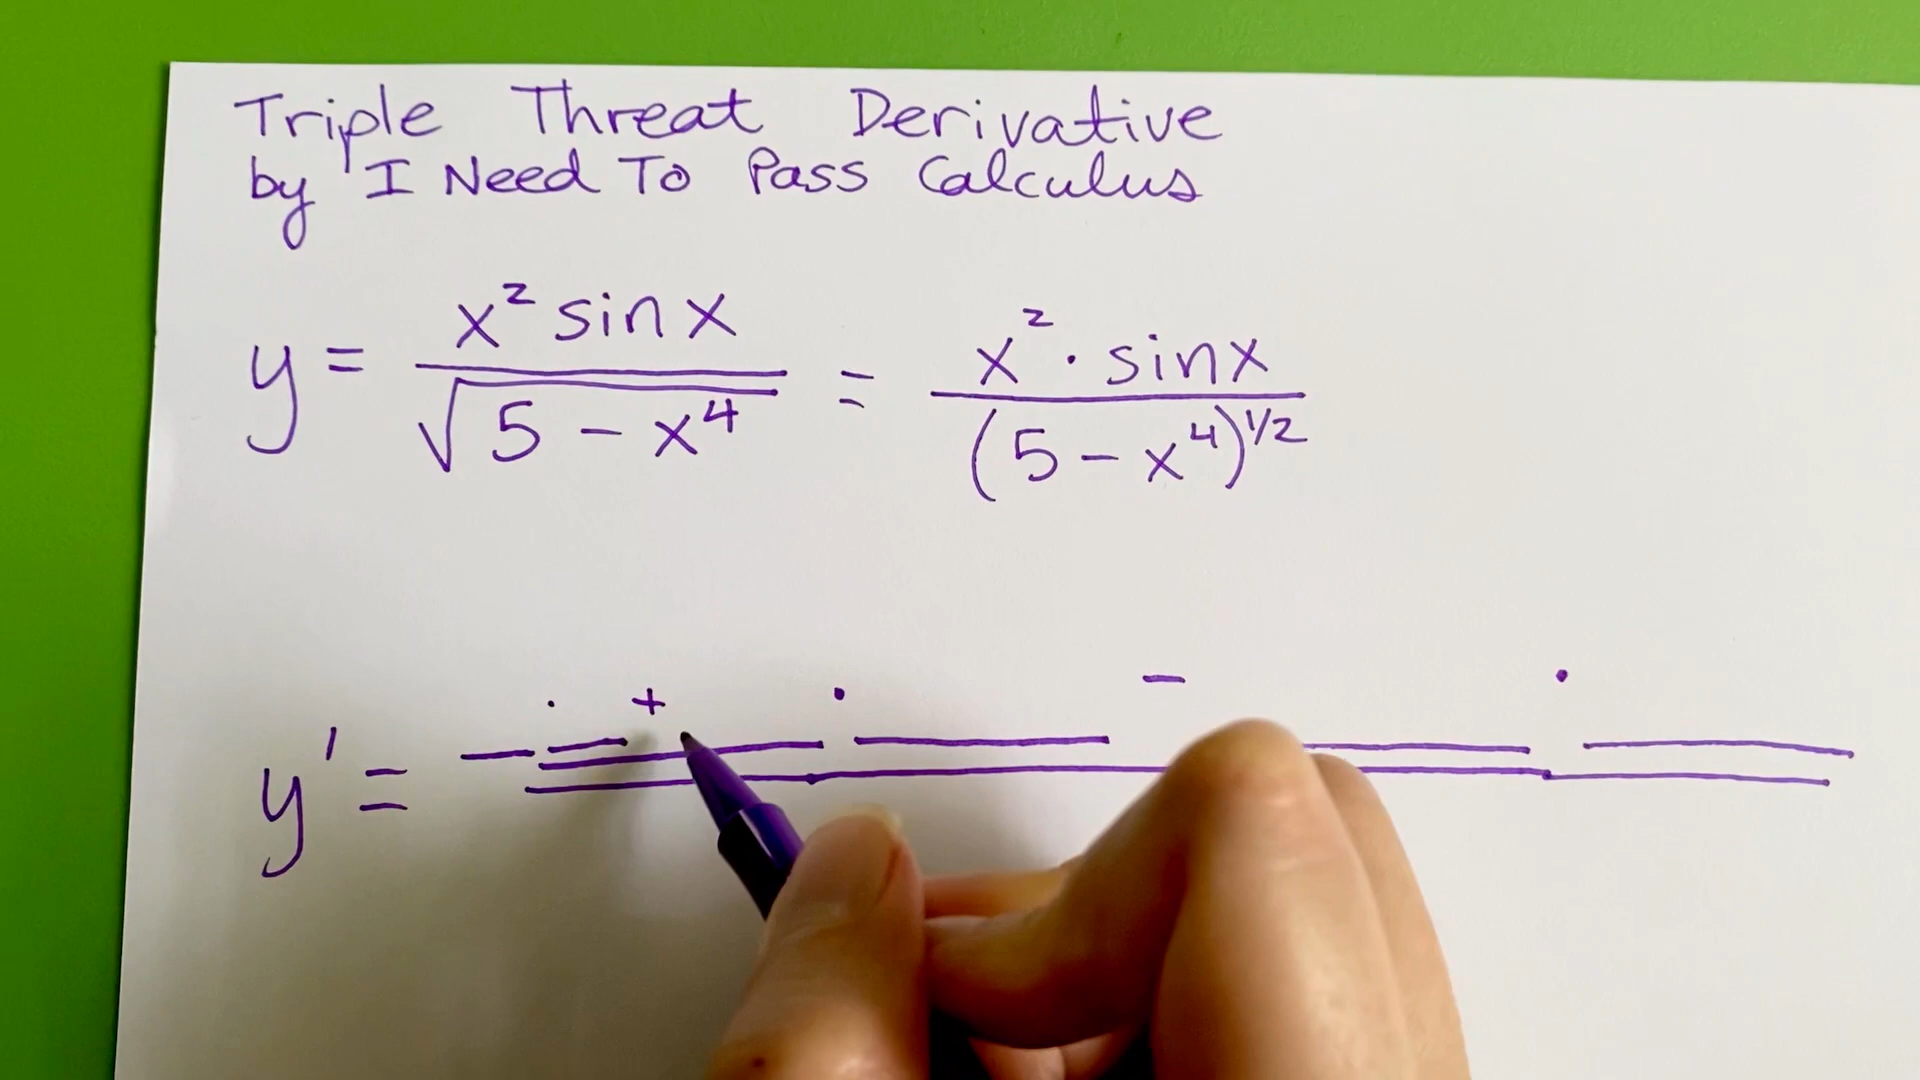 Triple Threat Derivative
by I Need To Pass Calculus
y = x² sin x / √(5 − x⁴) = x² · sin x / (5 − x⁴)^1/2
y' = · + · − ·